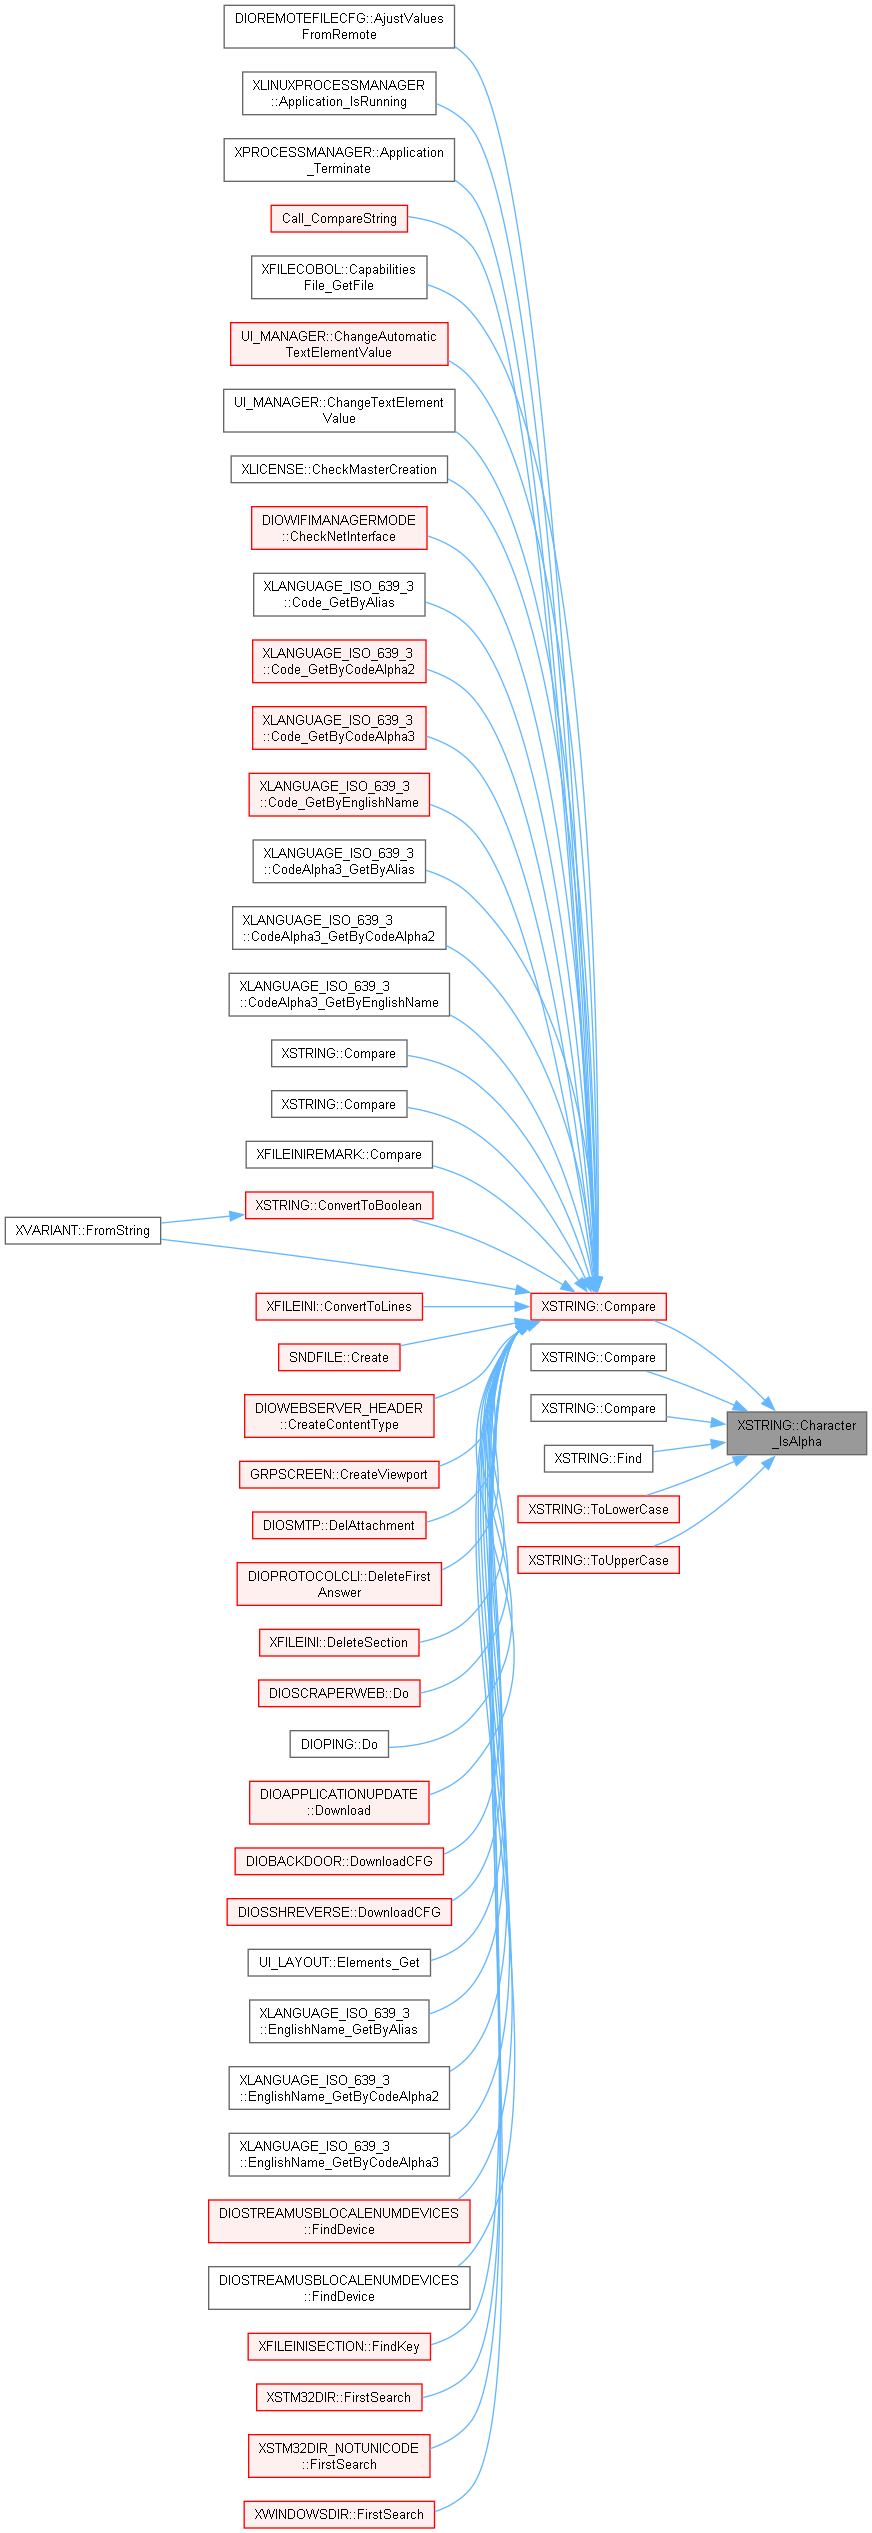 DIOREMOTEFILECFG::AjustValues
FromRemote
XLINUXPROCESSMANAGER
::Application_IsRunning
XPROCESSMANAGER::Application
_Terminate
Call_CompareString
XFILECOBOL::Capabilities
File_GetFile
UI_MANAGER::ChangeAutomatic
TextElementValue
UI_MANAGER::ChangeTextElement
Value
XLICENSE::CheckMasterCreation
DIOWIFIMANAGERMODE
::CheckNetInterface
XLANGUAGE_ISO_639_3
::Code_GetByAlias
XLANGUAGE_ISO_639_3
::Code_GetByCodeAlpha2
XLANGUAGE_ISO_639_3
::Code_GetByCodeAlpha3
XLANGUAGE_ISO_639_3
::Code_GetByEnglishName
XLANGUAGE_ISO_639_3
::CodeAlpha3_GetByAlias
XLANGUAGE_ISO_639_3
::CodeAlpha3_GetByCodeAlpha2
XLANGUAGE_ISO_639_3
::CodeAlpha3_GetByEnglishName
XSTRING::Compare
XSTRING::Compare
XFILEINIREMARK::Compare
XSTRING::ConvertToBoolean
XVARIANT::FromString
XFILEINI::ConvertToLines
XSTRING::Compare
SNDFILE::Create
XSTRING::Compare
DIOWEBSERVER_HEADER
::CreateContentType
XSTRING::Compare
XSTRING::Character
_IsAlpha
XSTRING::Find
GRPSCREEN::CreateViewport
XSTRING::ToLowerCase
DIOSMTP::DelAttachment
XSTRING::ToUpperCase
DIOPROTOCOLCLI::DeleteFirst
Answer
XFILEINI::DeleteSection
DIOSCRAPERWEB::Do
DIOPING::Do
DIOAPPLICATIONUPDATE
::Download
DIOBACKDOOR::DownloadCFG
DIOSSHREVERSE::DownloadCFG
UI_LAYOUT::Elements_Get
XLANGUAGE_ISO_639_3
::EnglishName_GetByAlias
XLANGUAGE_ISO_639_3
::EnglishName_GetByCodeAlpha2
XLANGUAGE_ISO_639_3
::EnglishName_GetByCodeAlpha3
DIOSTREAMUSBLOCALENUMDEVICES
::FindDevice
DIOSTREAMUSBLOCALENUMDEVICES
::FindDevice
XFILEINISECTION::FindKey
XSTM32DIR::FirstSearch
XSTM32DIR_NOTUNICODE
::FirstSearch
XWINDOWSDIR::FirstSearch